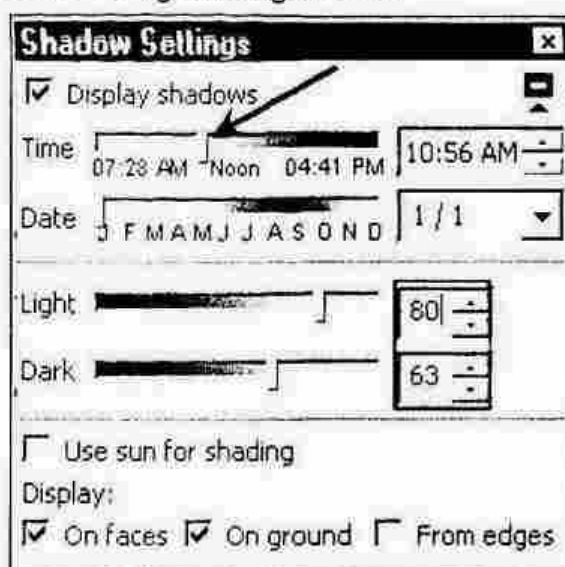 Shadow Settings
Display shadows
Time 07:28 AM Noon 04:41 PM 10:56 AM
Date J F M A M J J A S O N D 1 / 1
Light 80
Dark 63
Use sun for shading
Display:
On faces On ground From edges